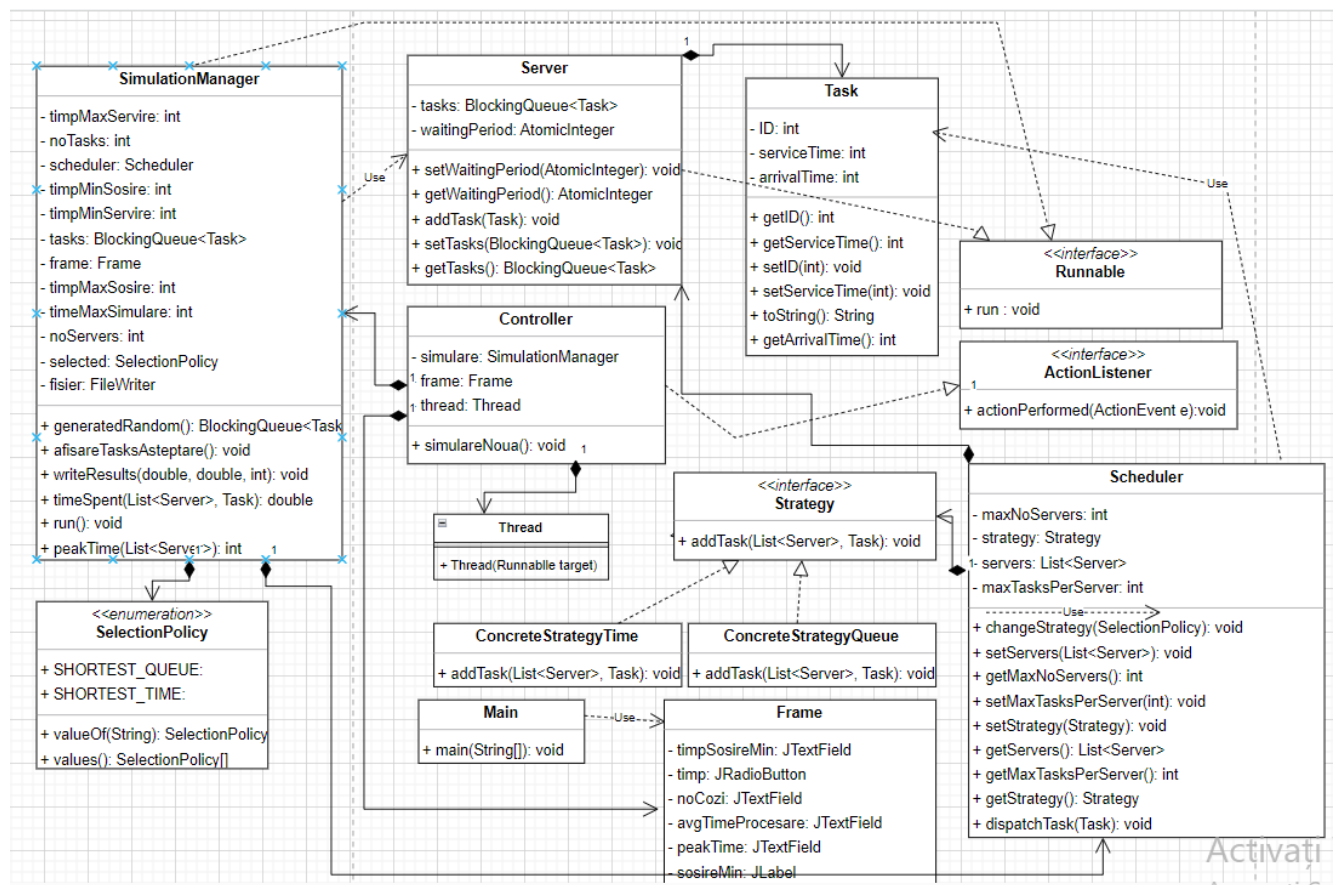 SimulationManager
- timpMaxServire: int
- noTasks: int
- scheduler: Scheduler
- timpMinSosire: int
- timpMinServire: int
- tasks: BlockingQueue<Task>
- frame: Frame
- timpMaxSosire: int
- timeMaxSimulare: int
- noServers: int
- selected: SelectionPolicy
- fisier: FileWriter
+ generatedRandom(): BlockingQueue<Task
+ afisareTasksAsteptare(): void
+ writeResults(double, double, int): void
+ timeSpent(List<Server>, Task): double
+ run(): void
+ peakTime(List<Server>): int
1
1
<<enumeration>>
SelectionPolicy
+ SHORTEST_QUEUE:
+ SHORTEST_TIME:
+ valueOf(String): SelectionPolicy
+ values(): SelectionPolicy[]
Use
Server
- tasks: BlockingQueue<Task>
- waitingPeriod: AtomicInteger
+ setWaitingPeriod(AtomicInteger): void
+ getWaitingPeriod(): AtomicInteger
+ addTask(Task): void
+ setTasks(BlockingQueue<Task>): void
+ getTasks(): BlockingQueue<Task>
1
Controller
- simulare: SimulationManager
frame: Frame
thread: Thread
+ simulareNoua(): void
1
1
1
Thread
+ Thread(Runnablle target)
Task
- ID: int
- serviceTime: int
- arrivalTime: int
+ getID(): int
+ getServiceTime(): int
+ setID(int): void
+ setServiceTime(int): void
+ toString(): String
+ getArrivalTime(): int
Use
<<interface>>
Runnable
+ run : void
<<interface>>
ActionListener
1
+ actionPerformed(ActionEvent e):void
<<interface>>
Strategy
+ addTask(List<Server>, Task): void
ConcreteStrategyTime
+ addTask(List<Server>, Task): void
ConcreteStrategyQueue
+ addTask(List<Server>, Task): void
Main
+ main(String[]): void
Use
Frame
- timpSosireMin: JTextField
- timp: JRadioButton
- noCozi: JTextField
- avgTimeProcesare: JTextField
- peakTime: JTextField
- sosireMin: JLabel
Scheduler
- maxNoServers: int
- strategy: Strategy
1
- servers: List<Server>
- maxTasksPerServer: int
Use
+ changeStrategy(SelectionPolicy): void
+ setServers(List<Server>): void
+ getMaxNoServers(): int
+ setMaxTasksPerServer(int): void
+ setStrategy(Strategy): void
+ getServers(): List<Server>
+ getMaxTasksPerServer(): int
+ getStrategy(): Strategy
+ dispatchTask(Task): void
Activați